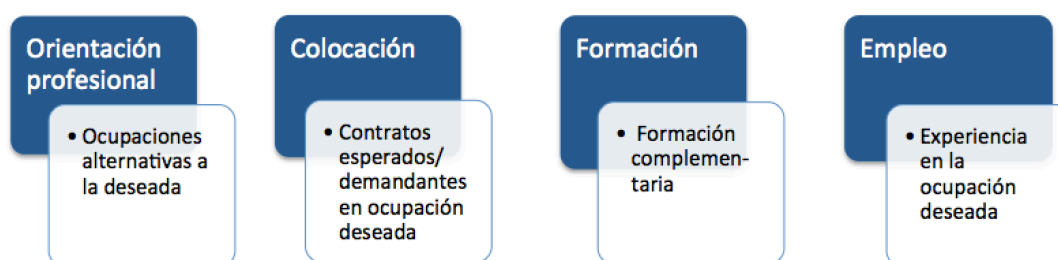 Orientación
profesional
• Ocupaciones
alternativas a
la deseada
Colocación
• Contratos
esperados/
demandantes
en ocupación
deseada
Formación
• Formación
complemen-
taria
Empleo
• Experiencia
en la
ocupación
deseada